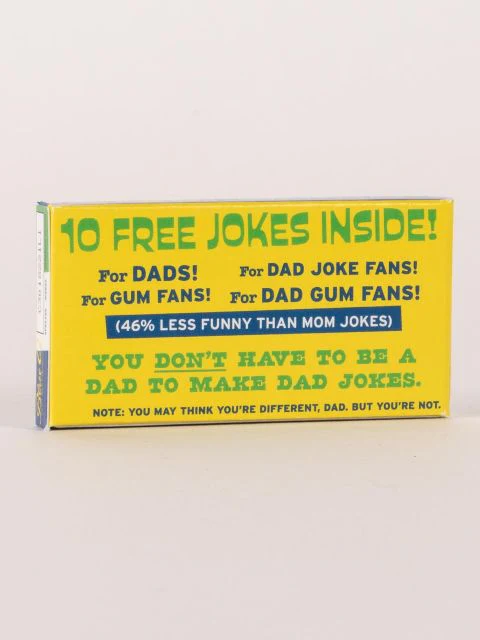 10 FREE JOKES INSIDE!
For DADS! For DAD JOKE FANS!
For GUM FANS! For DAD GUM FANS!
(46% LESS FUNNY THAN MOM JOKES)
YOU DON'T HAVE TO BE A
DAD TO MAKE DAD JOKES.
NOTE: YOU MAY THINK YOU'RE DIFFERENT, DAD. BUT YOU'RE NOT.